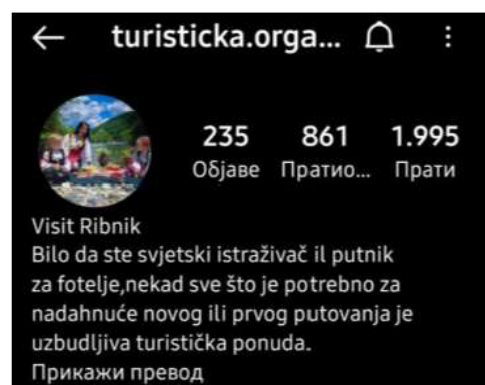 turisticka.orga...
235 861 1.995
Објаве Пратио... Прати
Visit Ribnik
Bilo da ste svjetski istraživač il putnik
za fotelje,nekad sve što je potrebno za
nadahnuće novog ili prvog putovanja je
uzbudljiva turistička ponuda.
Прикажи превод